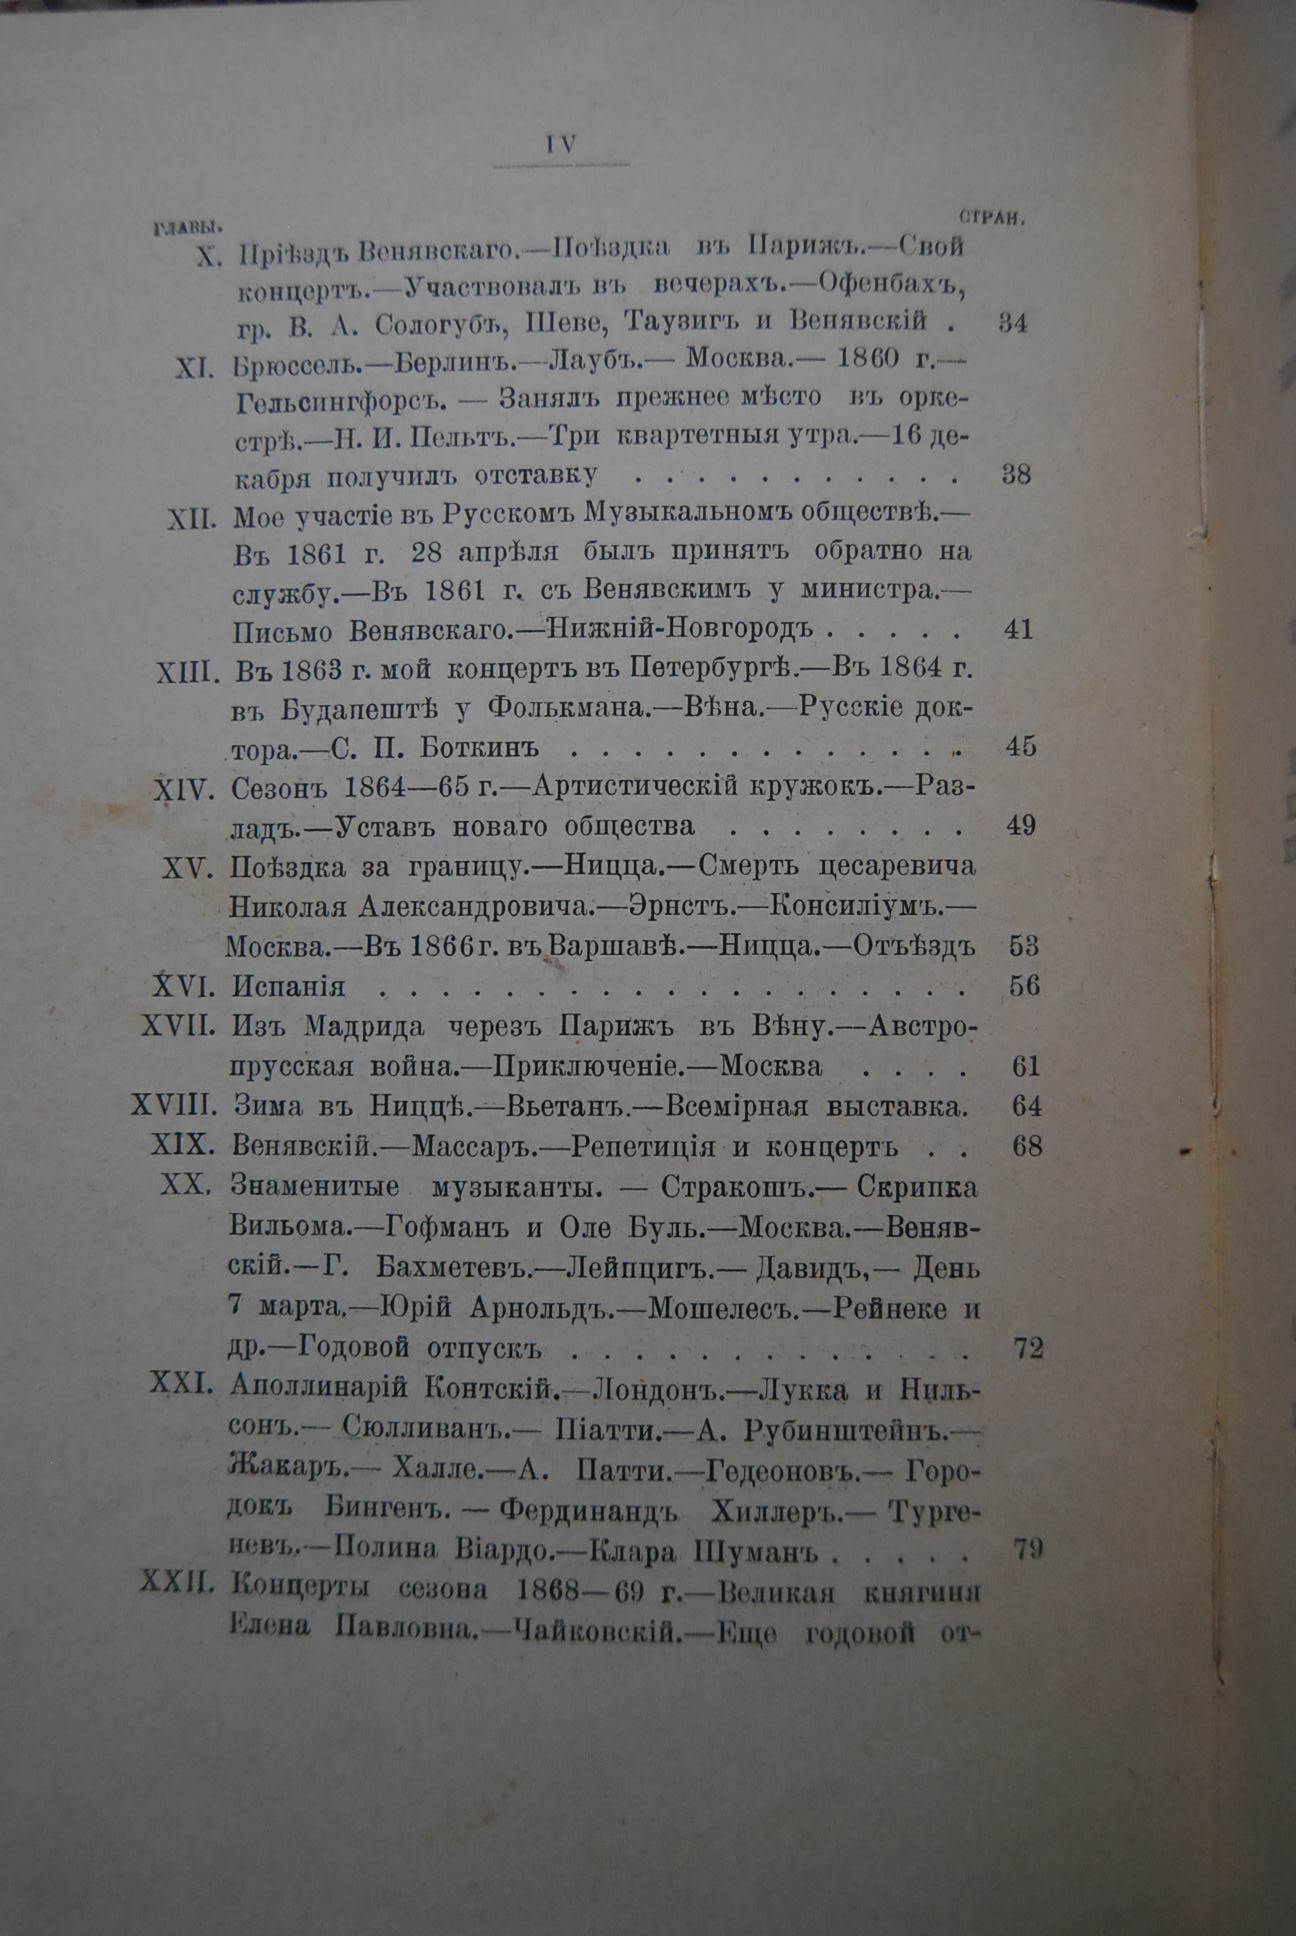 IV
ГЛАВЫ. СТРАН.
X. Пріѣздъ Венявскаго.—Поѣздка въ Парижъ.—Свой
концертъ.—Участвовалъ въ вечерахъ.—Офенбахъ,
гр. В. А. Сологубъ, Шеве, Таузигъ и Венявскій . 34
XI. Брюссель.—Берлинъ.—Лаубъ.— Москва.— 1860 г.—
Гельсингфорсъ. — Занялъ прежнее мѣсто въ орке-
стрѣ.—Н. И. Пельтъ.—Три квартетныя утра.—16 де-
кабря получилъ отставку . . . . . . . . . . . 38
XII. Мое участіе въ Русскомъ Музыкальномъ обществѣ.—
Въ 1861 г. 28 апрѣля былъ принятъ обратно на
службу.—Въ 1861 г. съ Венявскимъ у министра.—
Письмо Венявскаго.—Нижній-Новгородъ . . . . . 41
XIII. Въ 1863 г. мой концертъ въ Петербургѣ.—Въ 1864 г.
въ Будапештѣ у Фолькмана.—Вѣна.—Русскіе док-
тора.—С. П. Боткинъ . . . . . . . . . . . . . 45
XIV. Сезонъ 1864—65 г.—Артистическій кружокъ.—Раз-
ладъ.—Уставъ новаго общества . . . . . . . . 49
XV. Поѣздка за границу.—Ницца.—Смерть цесаревича
Николая Александровича.—Эрнстъ.—Консиліумъ.—
Москва.—Въ 1866 г. въ Варшавѣ.—Ницца.—Отъѣздъ 53
XVI. Испанія . . . . . . . . . . . . . . . . . . . 56
XVII. Изъ Мадрида черезъ Парижъ въ Вѣну.—Австро-
прусская война.—Приключеніе.—Москва . . . . 61
XVIII. Зима въ Ниццѣ.—Вьетанъ.—Всемірная выставка. 64
XIX. Венявскій.—Массаръ.—Репетиція и концертъ . . 68
XX. Знаменитые музыканты. — Стракошъ.— Скрипка
Вильома.—Гофманъ и Оле Буль.—Москва.—Веняв-
скій.—Г. Бахметевъ.—Лейпцигъ.— Давидъ,— День
7 марта.—Юрій Арнольдъ.—Мошелесъ.—Рейнеке и
др.—Годовой отпускъ . . . . . . . . . . . . . 72
XXI. Аполлинарій Контскій.—Лондонъ.—Лукка и Ниль-
сонъ.— Сюлливанъ.— Піатти.—А. Рубинштейнъ.—
Жакаръ.— Халле.—А. Патти.—Гедеоновъ.— Горо-
докъ Бингенъ. — Фердинандъ Хиллеръ.— Турге-
невъ.—Полина Віардо.—Клара Шуманъ . . . . . 79
XXII. Концерты сезона 1868—69 г.—Великая княгиня
Елена Павловна.—Чайковскій.—Еще годовой от-